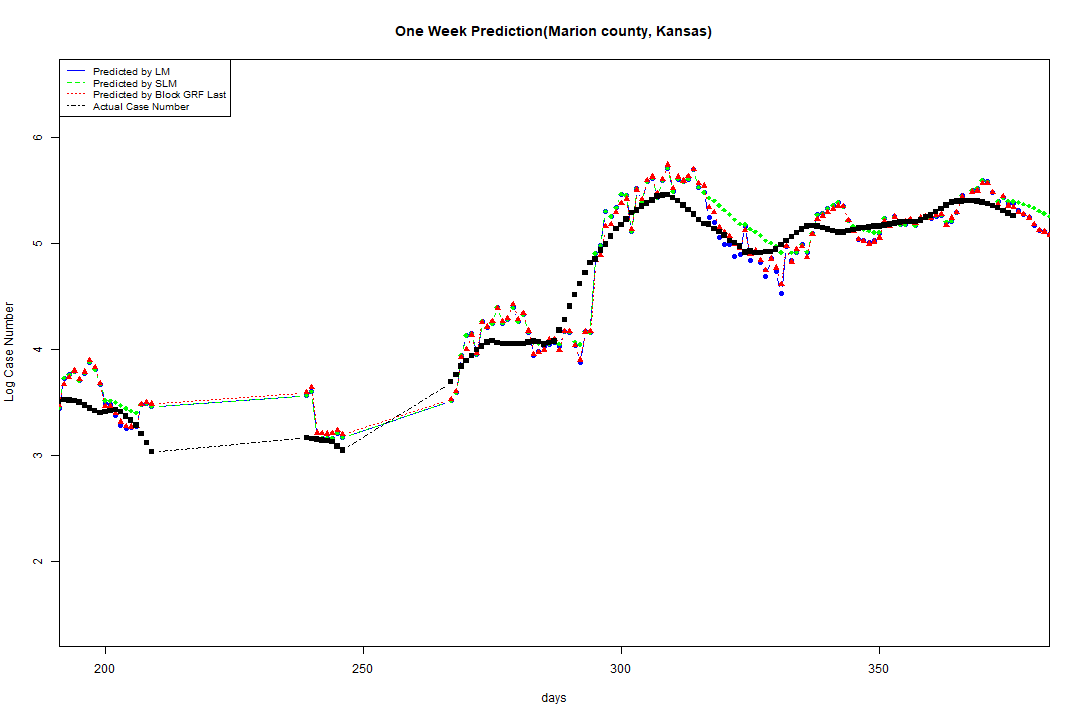 One Week Prediction(Marion county, Kansas)
Predicted by LM
Predicted by SLM
Predicted by Block GRF Last
Actual Case Number
6
5
4
3
2
Log Case Number
200
250
300
350
days